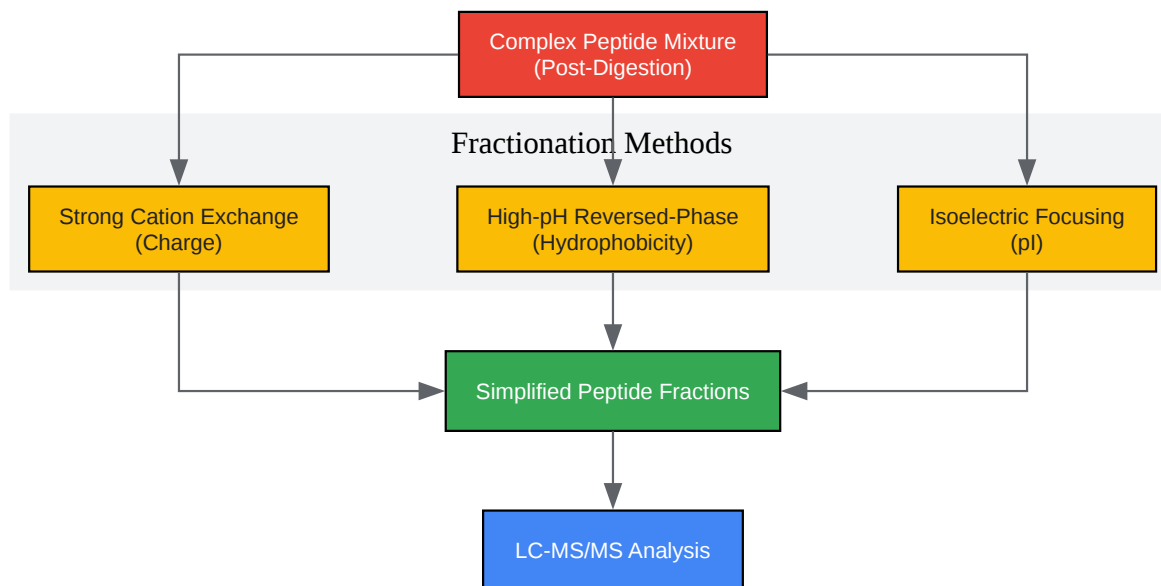 Complex Peptide Mixture
(Post-Digestion)
Fractionation Methods
Strong Cation Exchange
(Charge)
High-pH Reversed-Phase
(Hydrophobicity)
Isoelectric Focusing
(pI)
Simplified Peptide Fractions
LC-MS/MS Analysis